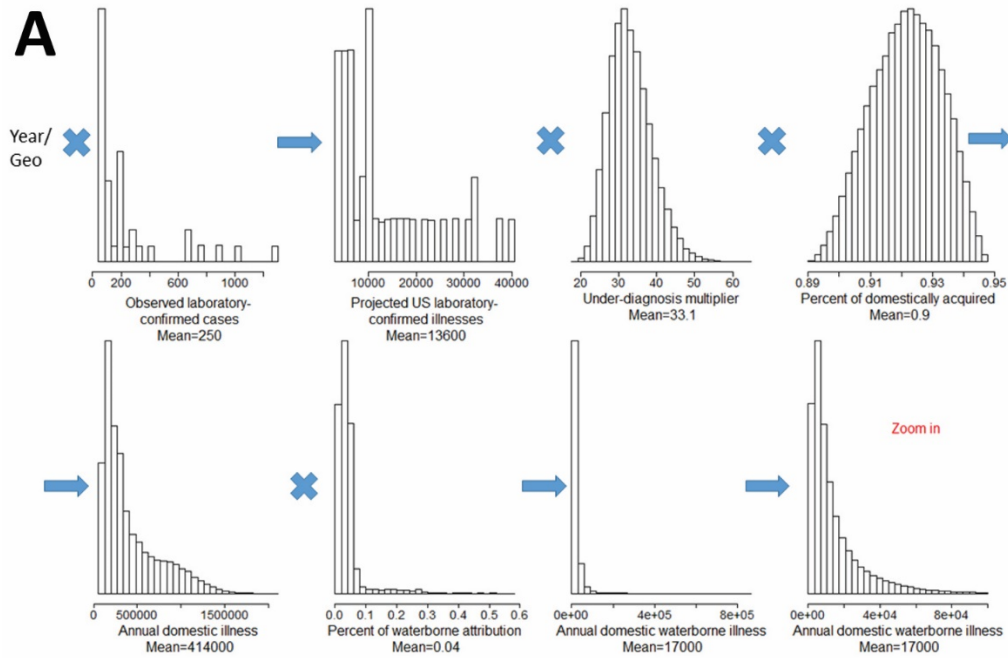 A
Year/
Geo
0 200 600 1000
Observed laboratory-
confirmed cases
Mean=250
10000 20000 30000 40000
Projected US laboratory-
confirmed illnesses
Mean=13600
20 30 40 50 60
Under-diagnosis multiplier
Mean=33.1
0.89 0.91 0.93 0.95
Percent of domestically acquired
Mean=0.9
0 500000 1500000
Annual domestic illness
Mean=414000
0.0 0.1 0.2 0.3 0.4 0.5 0.6
Percent of waterborne attribution
Mean=0.04
0e+00 4e+05 8e+05
Annual domestic waterborne illness
Mean=17000
Zoom in
0e+00 4e+04 8e+04
Annual domestic waterborne illness
Mean=17000